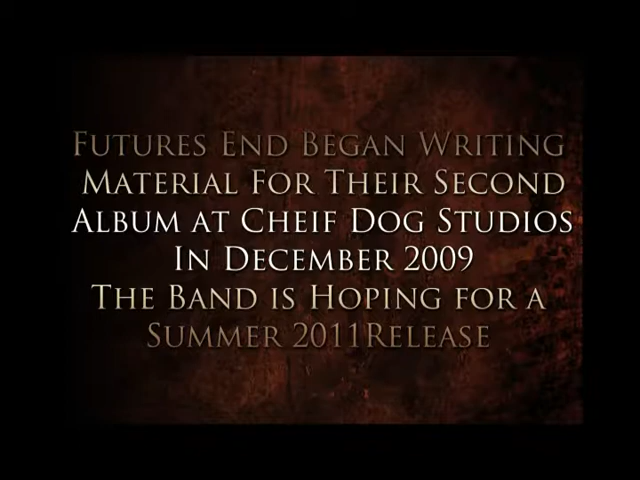 Futures End Began Writing
Material For Their Second
Album at Cheif Dog Studios
In December 2009
The Band is Hoping for a
Summer 2011Release